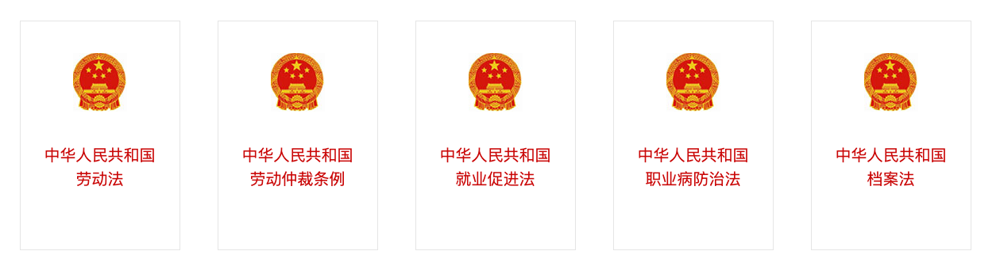 中华人民共和国
劳动法
中华人民共和国
劳动仲裁条例
中华人民共和国
就业促进法
中华人民共和国
职业病防治法
中华人民共和国
档案法